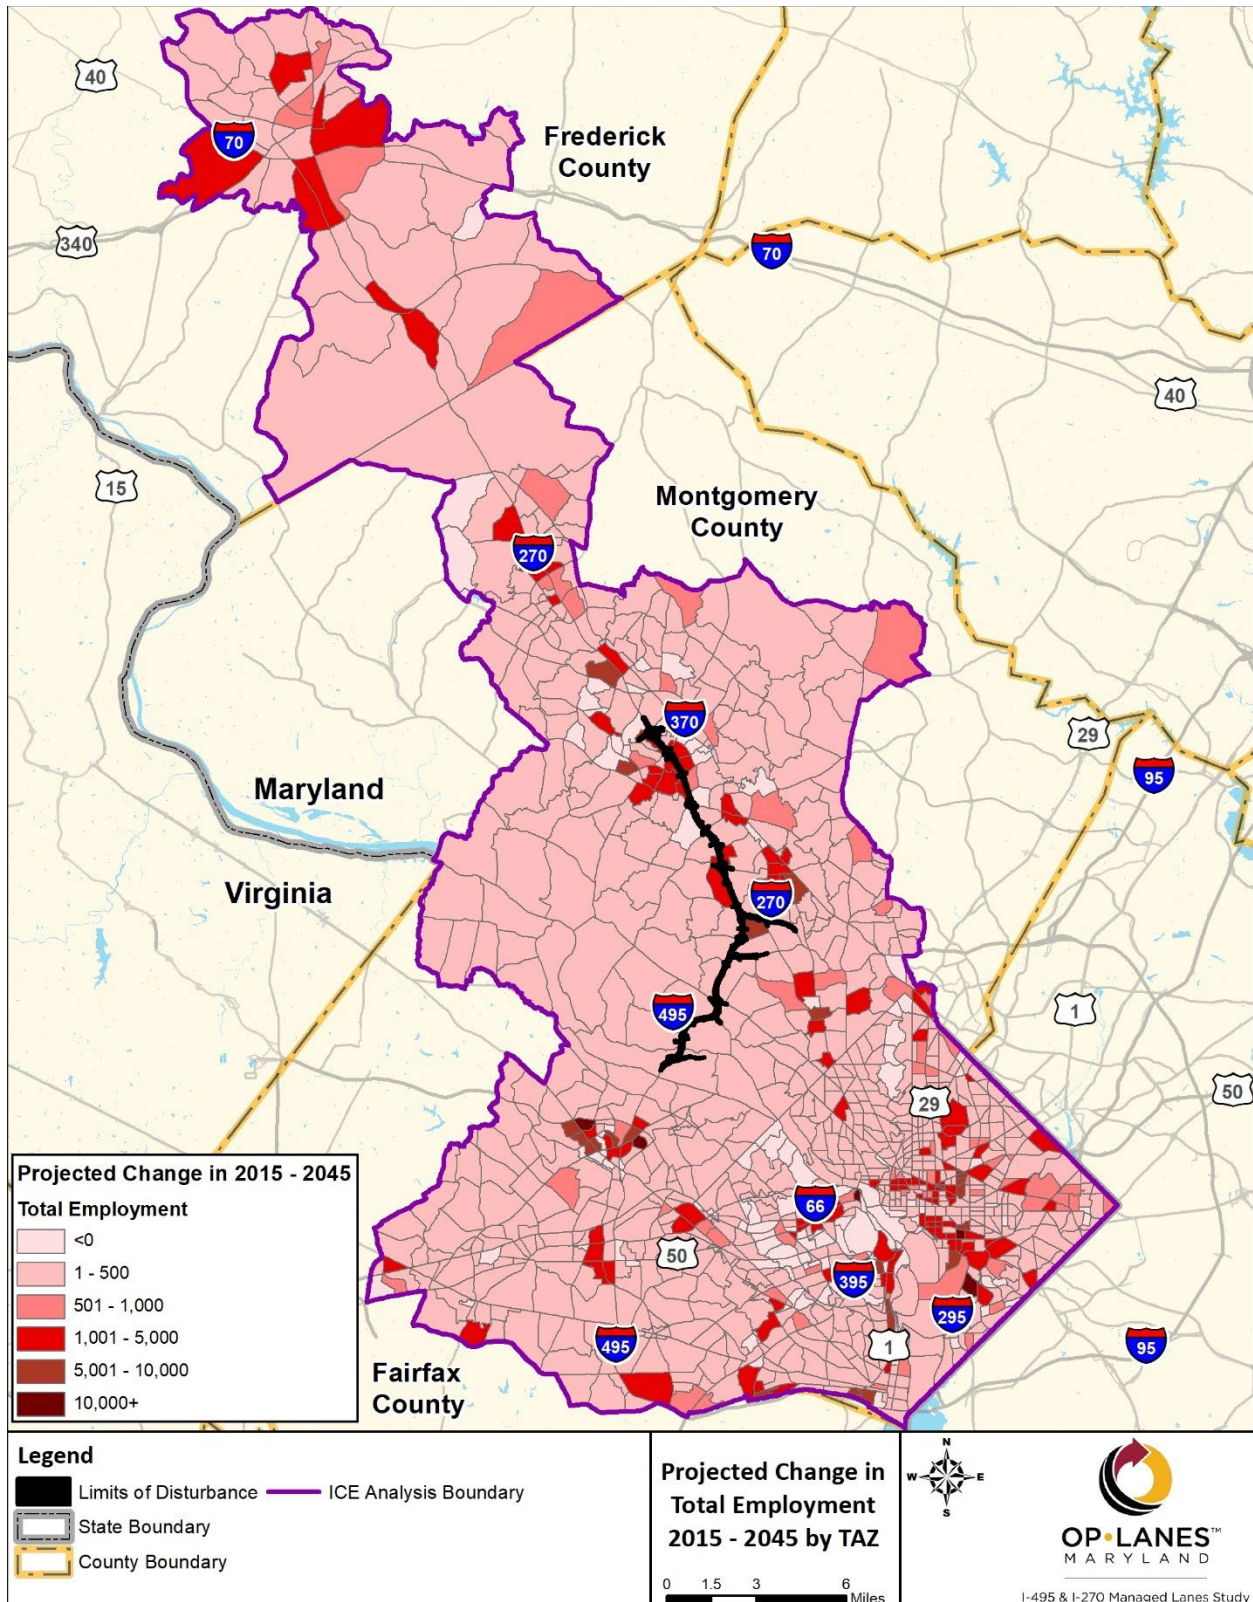 40
70
Frederick
County
340
70
40
15
Montgomery
County
270
370
29
95
Maryland
Virginia
270
495
1
50
29
66
50
395
295
495
1
95
Fairfax
County
Projected Change in 2015 - 2045
Total Employment
<0
1 - 500
501 - 1,000
1,001 - 5,000
5,001 - 10,000
10,000+
Legend
Limits of Disturbance
ICE Analysis Boundary
State Boundary
County Boundary
Projected Change in
Total Employment
2015 - 2045 by TAZ
0 1.5 3 6
Miles
N
W E
S
OP•LANES™
MARYLAND
I-495 & I-270 Managed Lanes Study